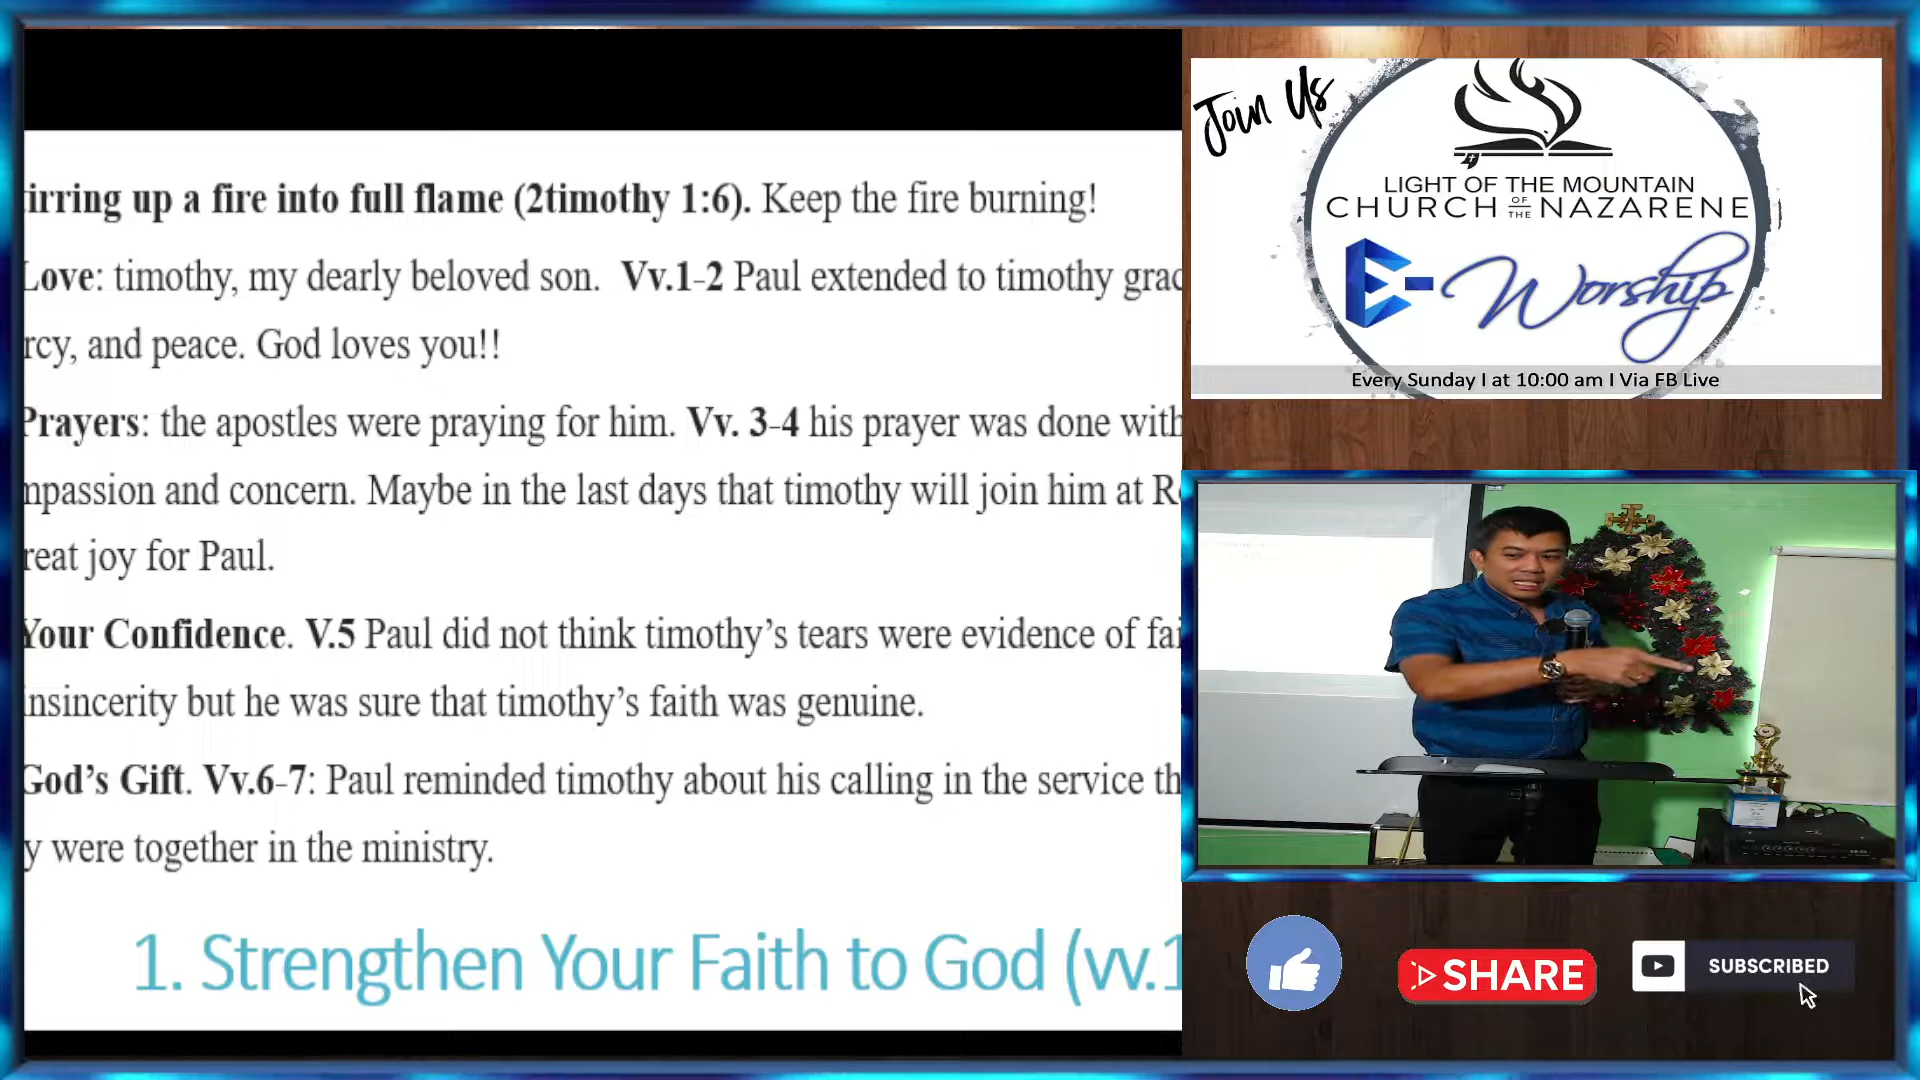 tirring up a fire into full flame (2timothy 1:6). Keep the fire burning!
Love: timothy, my dearly beloved son. Vv.1-2 Paul extended to timothy grac
rcy, and peace. God loves you!!
Prayers: the apostles were praying for him. Vv. 3-4 his prayer was done with
mpassion and concern. Maybe in the last days that timothy will join him at R
reat joy for Paul.
Your Confidence. V.5 Paul did not think timothy's tears were evidence of fai
insincerity but he was sure that timothy's faith was genuine.
God's Gift. Vv.6-7: Paul reminded timothy about his calling in the service th
y were together in the ministry.
1. Strengthen Your Faith to God (vv.1
Join Us
LIGHT OF THE MOUNTAIN
CHURCH OF THE NAZARENE
E-Worship
Every Sunday I at 10:00 am I Via FB Live
SHARE
SUBSCRIBED